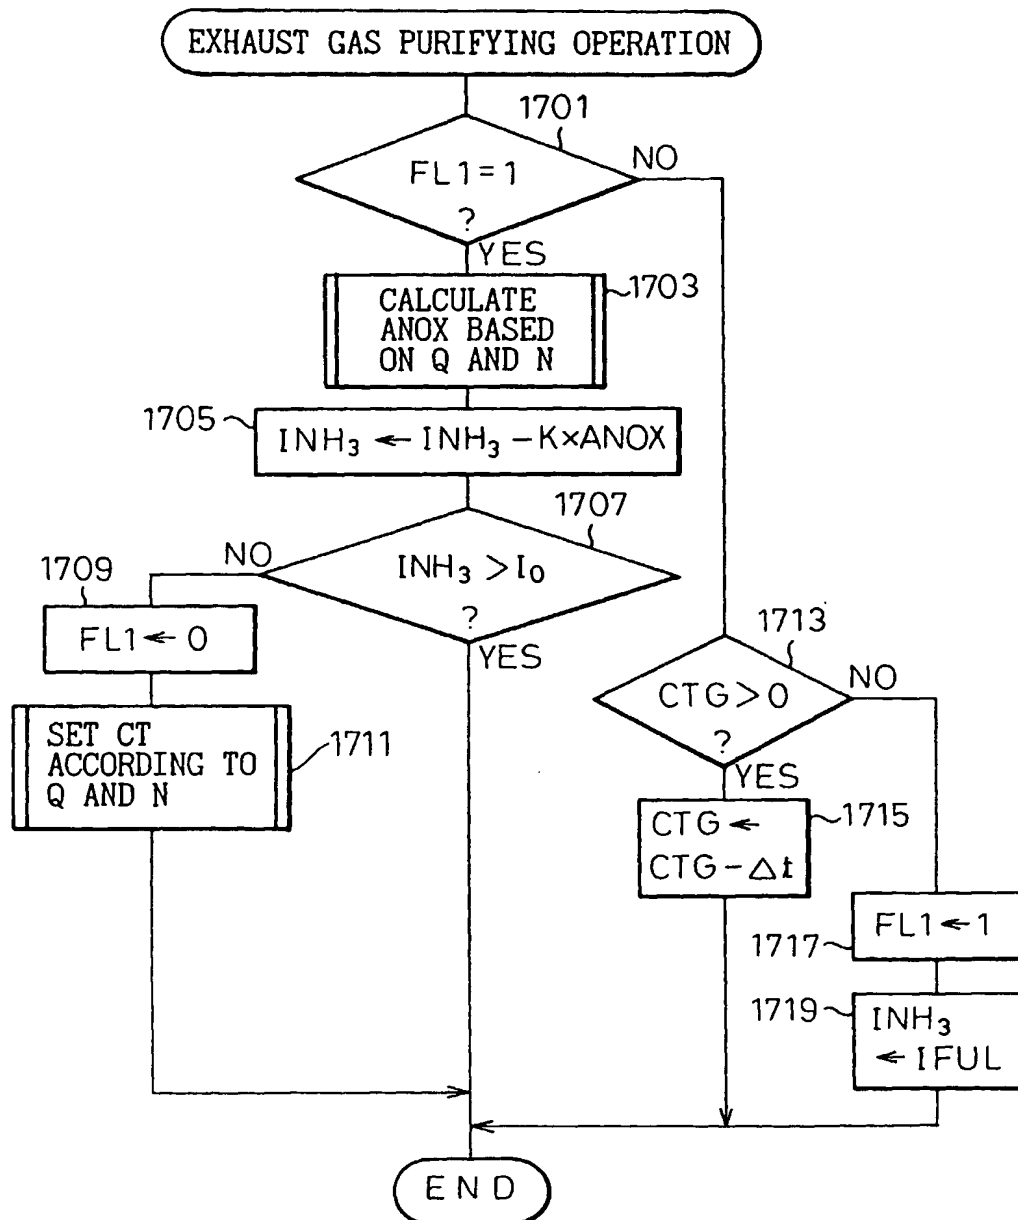 EXHAUST GAS PURIFYING OPERATION
1701
FL1=1
?
NO
YES
1703
CALCULATE
ANOX BASED
ON Q AND N
1705
INH₃ ← INH₃ – K×ANOX
1707
INH₃ > I₀
?
NO
YES
1709
FL1 ← 0
1711
SET CT
ACCORDING TO
Q AND N
1713
CTG > 0
?
NO
YES
1715
CTG ←
CTG – Δt
1717
FL1 ← 1
1719
INH₃
← IFUL
END